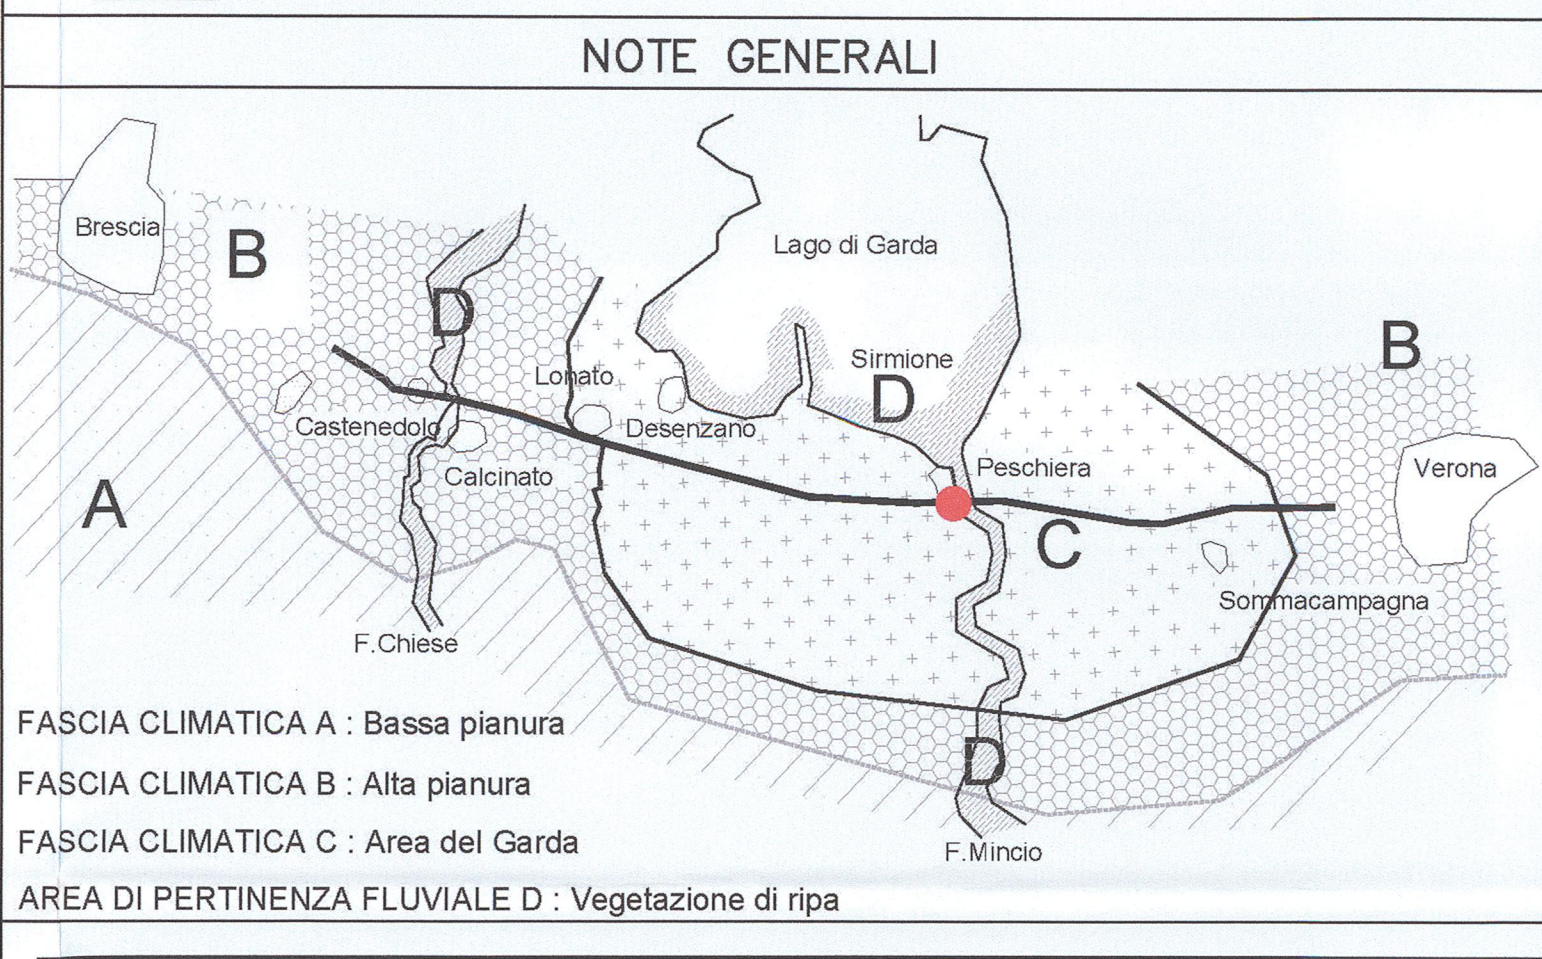 NOTE GENERALI
Brescia
B
Lago di Garda
D
B
Sirmione
Lonato
D
Castenedolo
Desenzano
Calcinato
Peschiera
Verona
A
C
Sommacampagna
F.Chiese
FASCIA CLIMATICA A : Bassa pianura
D
FASCIA CLIMATICA B : Alta pianura
FASCIA CLIMATICA C : Area del Garda
F.Mincio
AREA DI PERTINENZA FLUVIALE D : Vegetazione di ripa